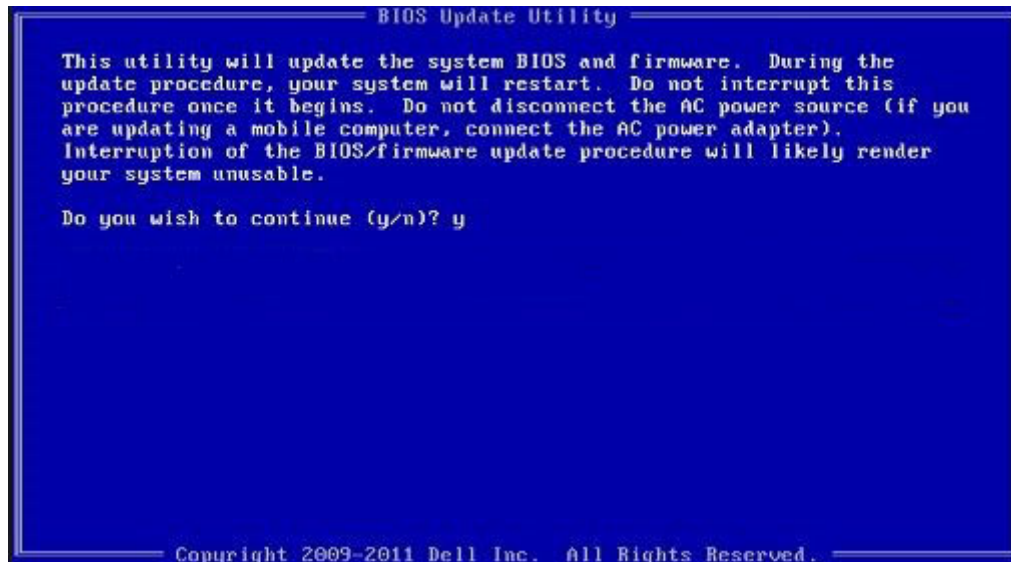 BIOS Update Utility
This utility will update the system BIOS and firmware. During the
update procedure, your system will restart. Do not interrupt this
procedure once it begins. Do not disconnect the AC power source (if you
are updating a mobile computer, connect the AC power adapter).
Interruption of the BIOS/firmware update procedure will likely render
your system unusable.
Do you wish to continue (y/n)? y
Copyright 2009-2011 Dell Inc. All Rights Reserved.